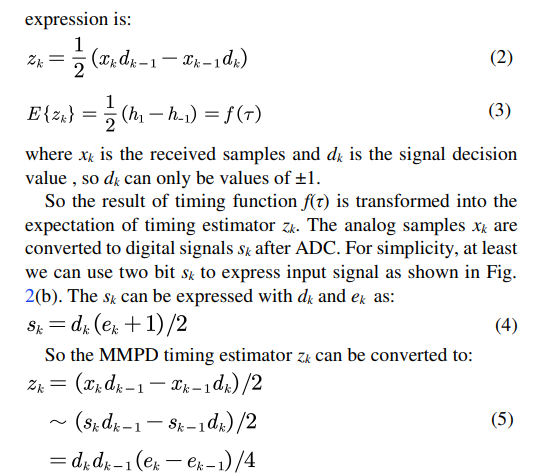 expression is:
z_k = \frac{1}{2}(x_k d_{k-1} - x_{k-1} d_k) (2)
E{z_k} = \frac{1}{2}(h_1 - h_{-1}) = f(τ) (3)
where x_k is the received samples and d_k is the signal decision
value , so d_k can only be values of ±1.
So the result of timing function f(τ) is transformed into the
expectation of timing estimator z_k. The analog samples x_k are
converted to digital signals s_k after ADC. For simplicity, at least
we can use two bit s_k to express input signal as shown in Fig.
2(b). The s_k can be expressed with d_k and e_k as:
s_k = d_k (e_k + 1)/2 (4)
So the MMPD timing estimator z_k can be converted to:
z_k = (x_k d_{k-1} - x_{k-1} d_k)/2
∼ (s_k d_{k-1} - s_{k-1} d_k)/2 (5)
= d_k d_{k-1}(e_k - e_{k-1})/4